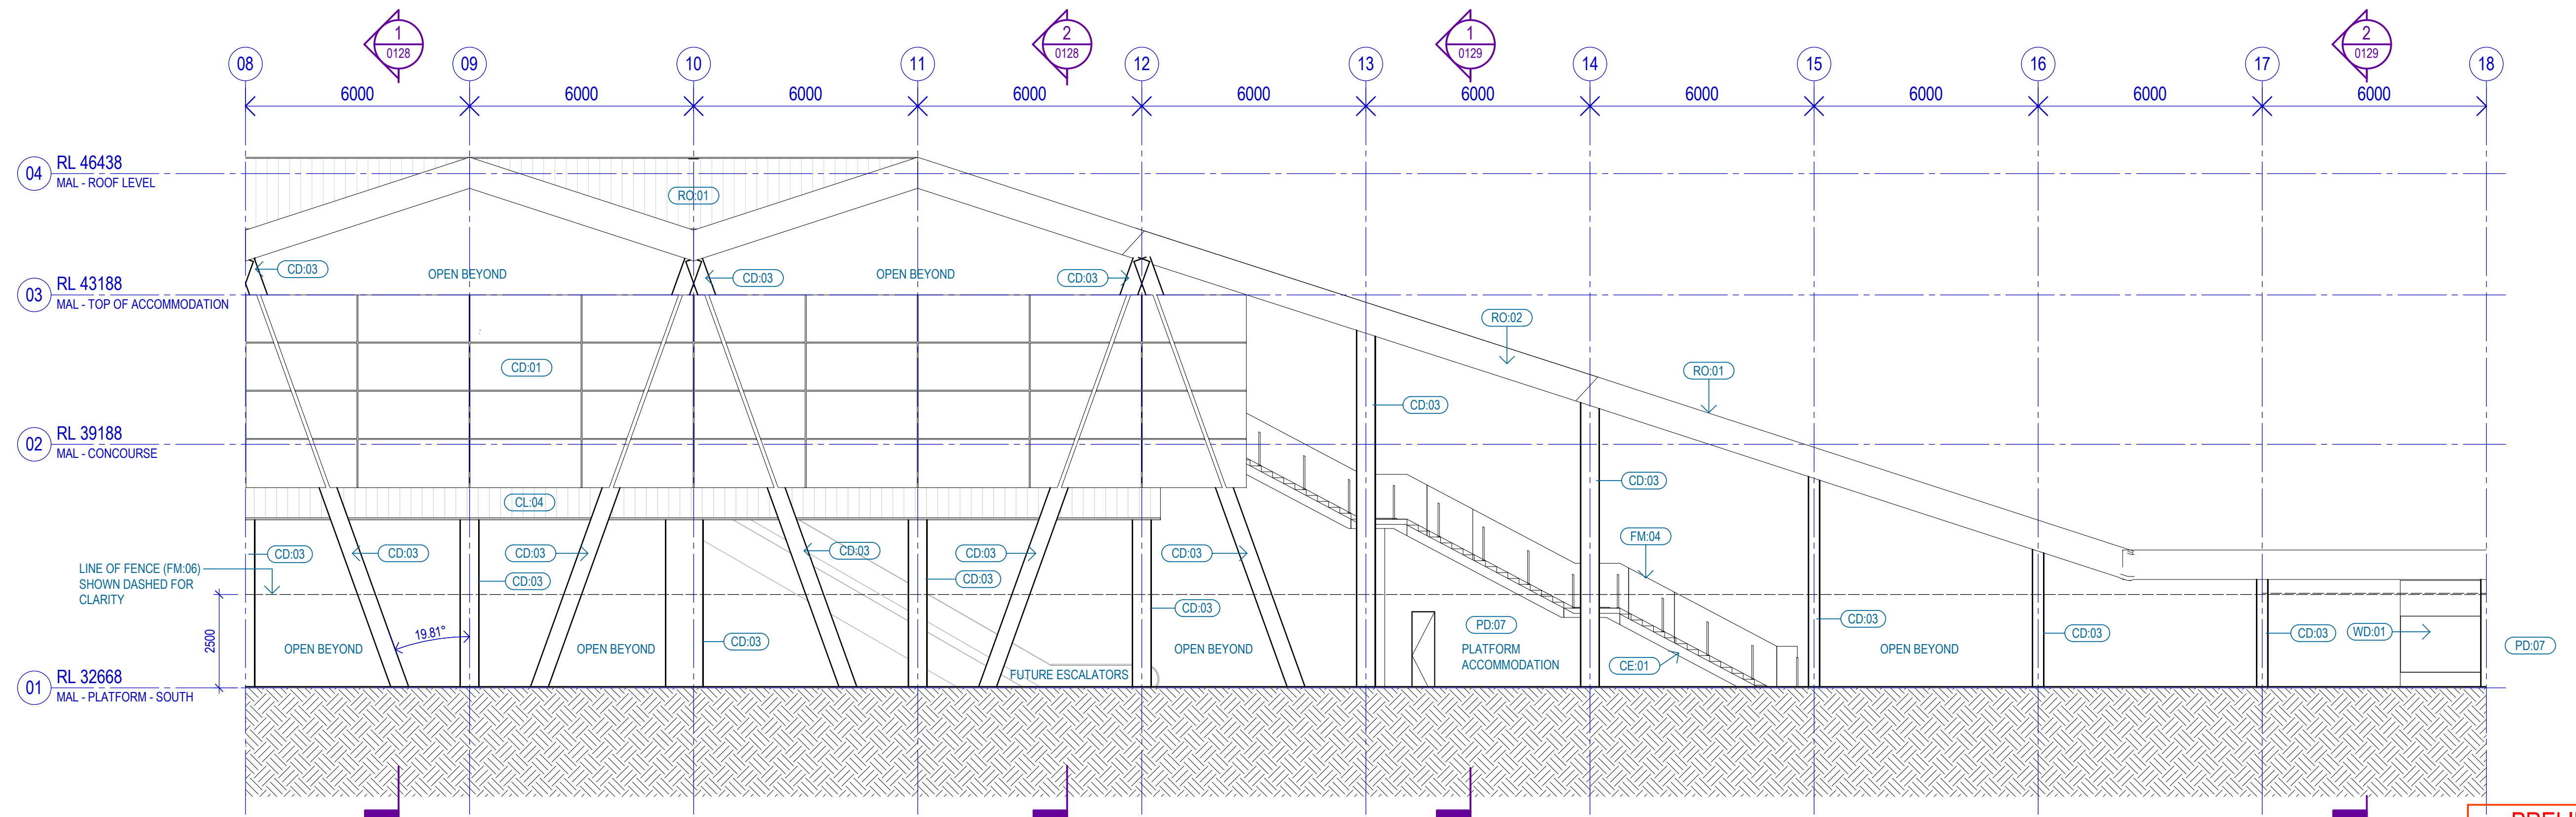 1
0128
2
0128
1
0129
2
0129
08 09 10 11 12 13 14 15 16 17 18
6000 6000 6000 6000 6000 6000 6000 6000 6000 6000
04 RL 46438
MAL - ROOF LEVEL
RO:01
03 RL 43188
MAL - TOP OF ACCOMMODATION
CD:03 OPEN BEYOND CD:03 OPEN BEYOND CD:03
RO:02
RO:01
CD:01
CD:03
02 RL 39188
MAL - CONCOURSE
CD:03
CL:04
FM:04
CD:03 CD:03 CD:03 CD:03 CD:03 CD:03
CD:03 CD:03
LINE OF FENCE (FM:06)
SHOWN DASHED FOR
CLARITY
CD:03
CD:03
2500
19.81°
CD:03
PD:07
CD:03 CD:03 WD:01
PD:07
OPEN BEYOND OPEN BEYOND OPEN BEYOND
PLATFORM
ACCOMMODATION
OPEN BEYOND
CE:01
FUTURE ESCALATORS
01 RL 32668
MAL - PLATFORM - SOUTH